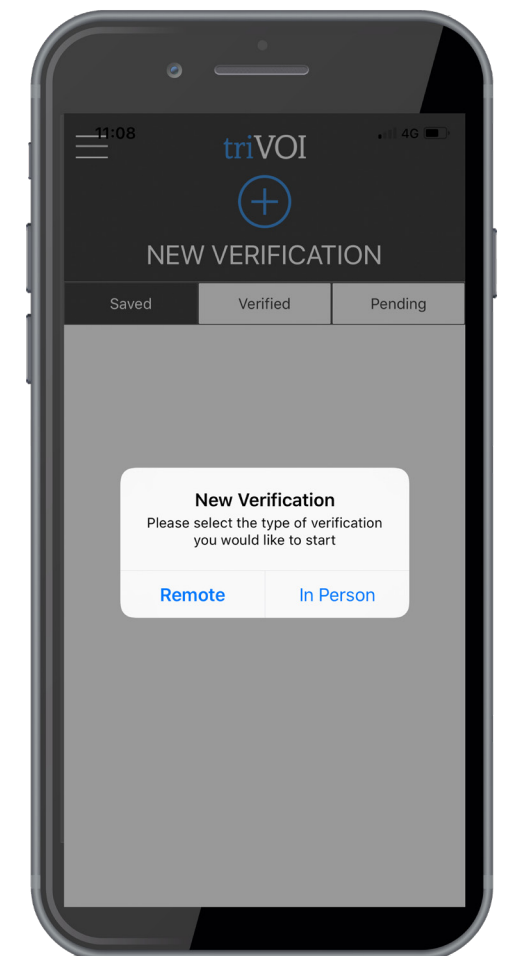 11:08
4G
triVOI
NEW VERIFICATION
Saved
Verified
Pending
New Verification
Please select the type of verification
you would like to start
Remote
In Person